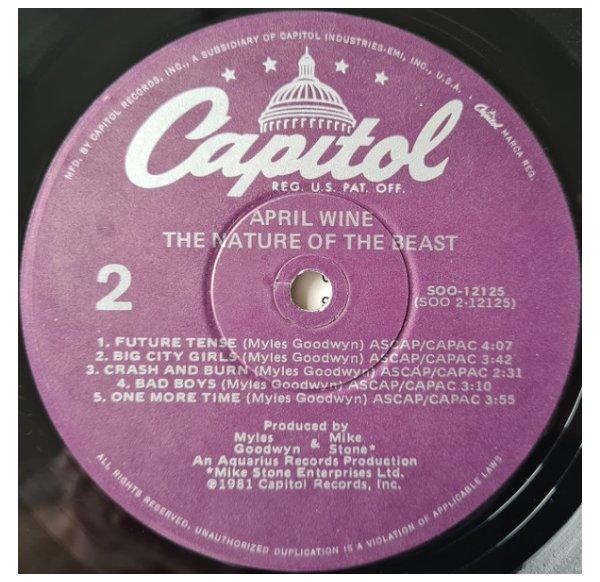 MFD. BY CAPITOL RECORDS, INC., A SUBSIDIARY OF CAPITOL INDUSTRIES-EMI, INC., U.S.A. · Capitol MARCA REG.
Capitol
REG. U.S. PAT. OFF.
APRIL WINE
THE NATURE OF THE BEAST
2
SOO-12125
(SOO 2-12125)
1. FUTURE TENSE (Myles Goodwyn) ASCAP/CAPAC 4:07
2. BIG CITY GIRLS (Myles Goodwyn) ASCAP/CAPAC 3:42
3. CRASH AND BURN (Myles Goodwyn) ASCAP/CAPAC 2:31
4. BAD BOYS (Myles Goodwyn) ASCAP/CAPAC 3:10
5. ONE MORE TIME (Myles Goodwyn) ASCAP/CAPAC 3:55
Produced by
Myles Goodwyn & Mike Stone*
An Aquarius Records Production
*Mike Stone Enterprises Ltd.
℗1981 Capitol Records, Inc.
ALL RIGHTS RESERVED. UNAUTHORIZED DUPLICATION IS A VIOLATION OF APPLICABLE LAWS